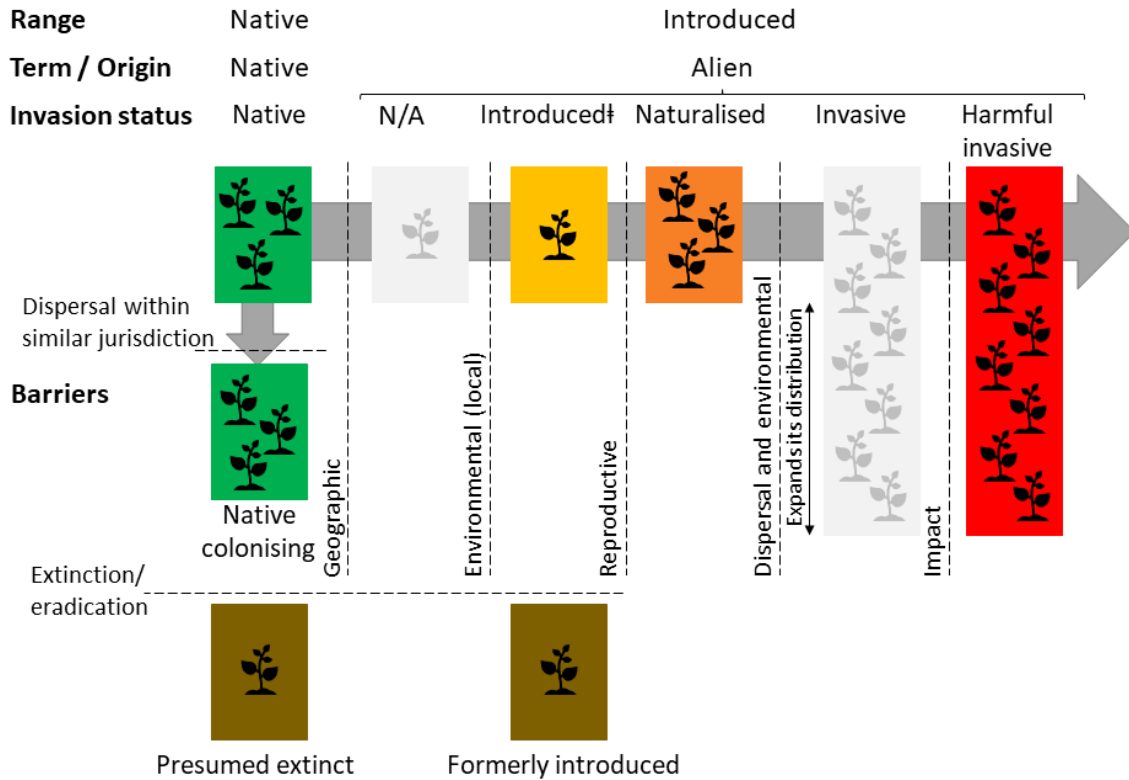 Range Native Introduced
Term / Origin Native Alien
Invasion status Native N/A Introducedǂ Naturalised Invasive Harmful
invasive
Dispersal within
similar jurisdiction
Barriers
Native
colonising
Geographic
Environmental (local)
Reproductive
Dispersal and environmental
Expands its distribution
Impact
Extinction/
eradication
Presumed extinct Formerly introduced